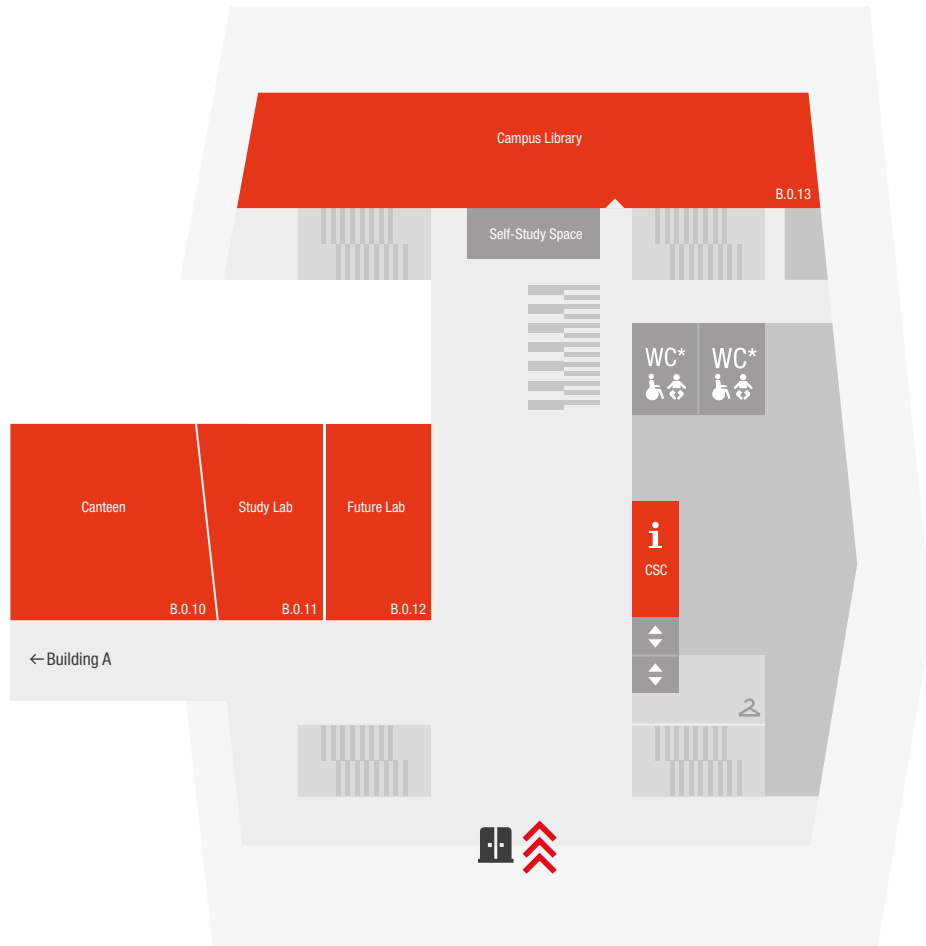 Campus Library
B.0.13
Self-Study Space
WC*
WC*
Canteen
Study Lab
Future Lab
i
CSC
B.0.10
B.0.11
B.0.12
←Building A